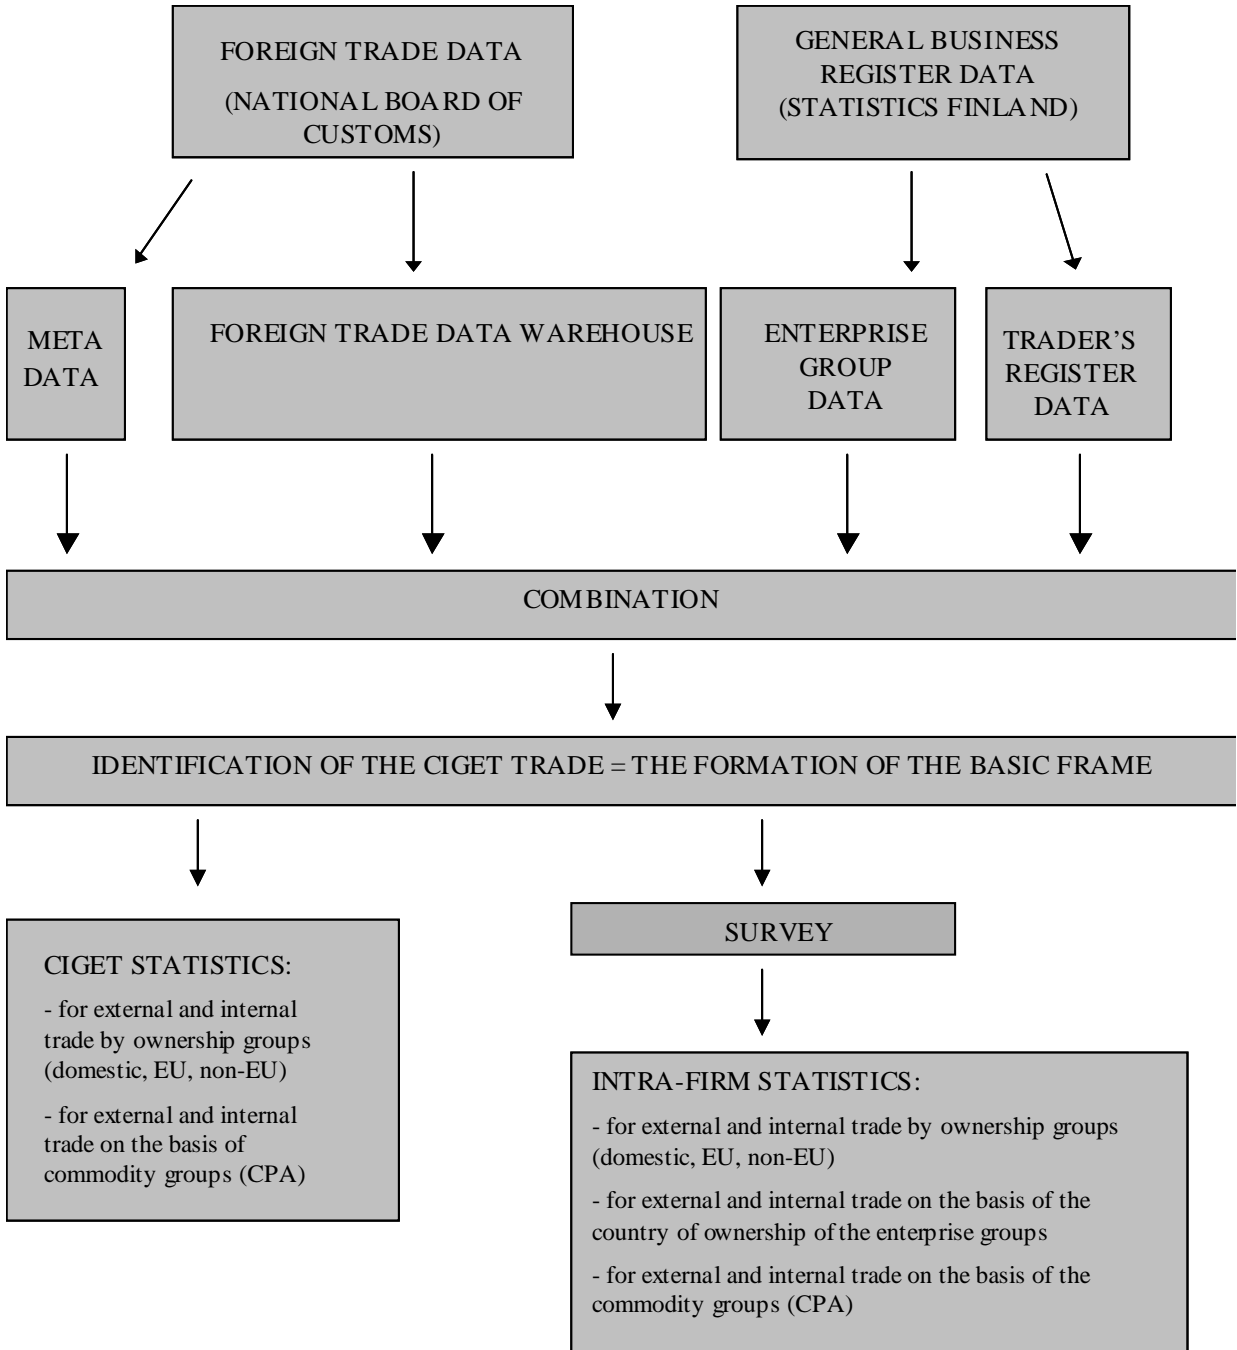 FOREIGN TRADE DATA
(NATIONAL BOARD OF
CUSTOMS)
GENERAL BUSINESS
REGISTER DATA
(STATISTICS FINLAND)
META
DATA
FOREIGN TRADE DATA WAREHOUSE
ENTERPRISE
GROUP
DATA
TRADER'S
REGISTER
DATA
COMBINATION
IDENTIFICATION OF THE CIGET TRADE = THE FORMATION OF THE BASIC FRAME
CIGET STATISTICS:
- for external and internal
trade by ownership groups
(domestic, EU, non-EU)
- for external and internal
trade on the basis of
commodity groups (CPA)
SURVEY
INTRA-FIRM STATISTICS:
- for external and internal trade by ownership groups
(domestic, EU, non-EU)
- for external and internal trade on the basis of the
country of ownership of the enterprise groups
- for external and internal trade on the basis of the
commodity groups (CPA)